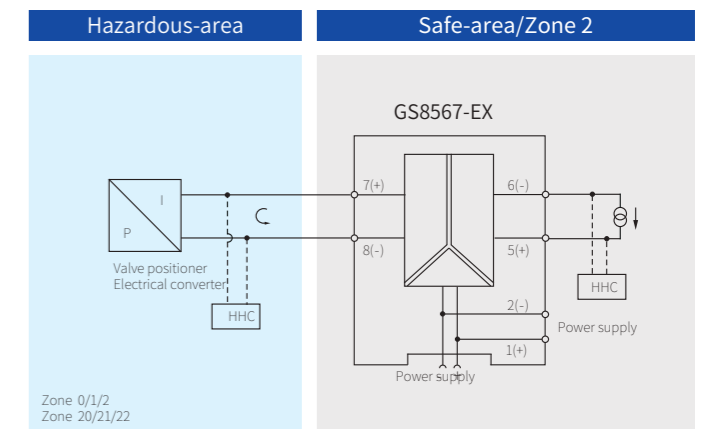 Hazardous-area
Safe-area/Zone 2
GS8567-EX
7(+)
6(-)
I
P
8(-)
5(+)
Valve positioner
Electrical converter
HHC
HHC
2(-)
Power supply
1(+)
Power supply
- +
Zone 0/1/2
Zone 20/21/22